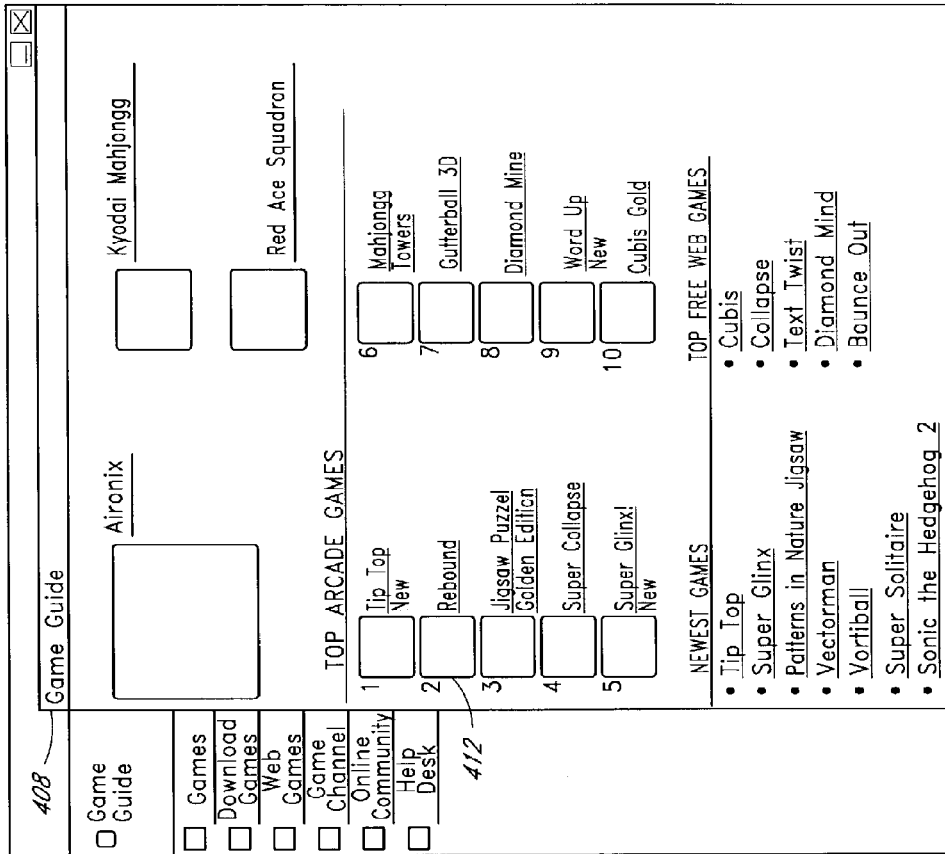 408
Game Guide
Game
Guide
Games
Download
Games
Web
Games
Game
Channel
Online
Community
Help
Desk
Aironix
Kyodai Mahjongg
Red Ace Squadron
TOP ARCADE GAMES
1
Tip Top
New
2
Rebound
412
3
Jigsaw Puzzel
Golden Edition
4
Super Collapse
5
Super Glinx!
New
6
Mahjongg
Towers
7
Gutterball 3D
8
Diamond Mine
9
Word Up
New
10
Cubis Gold
NEWEST GAMES
• Tip Top
• Super Glinx
• Patterns in Nature Jigsaw
• Vectorman
• Vortiball
• Super Solitaire
• Sonic the Hedgehog 2
TOP FREE WEB GAMES
• Cubis
• Collapse
• Text Twist
• Diamond Mind
• Bounce Out